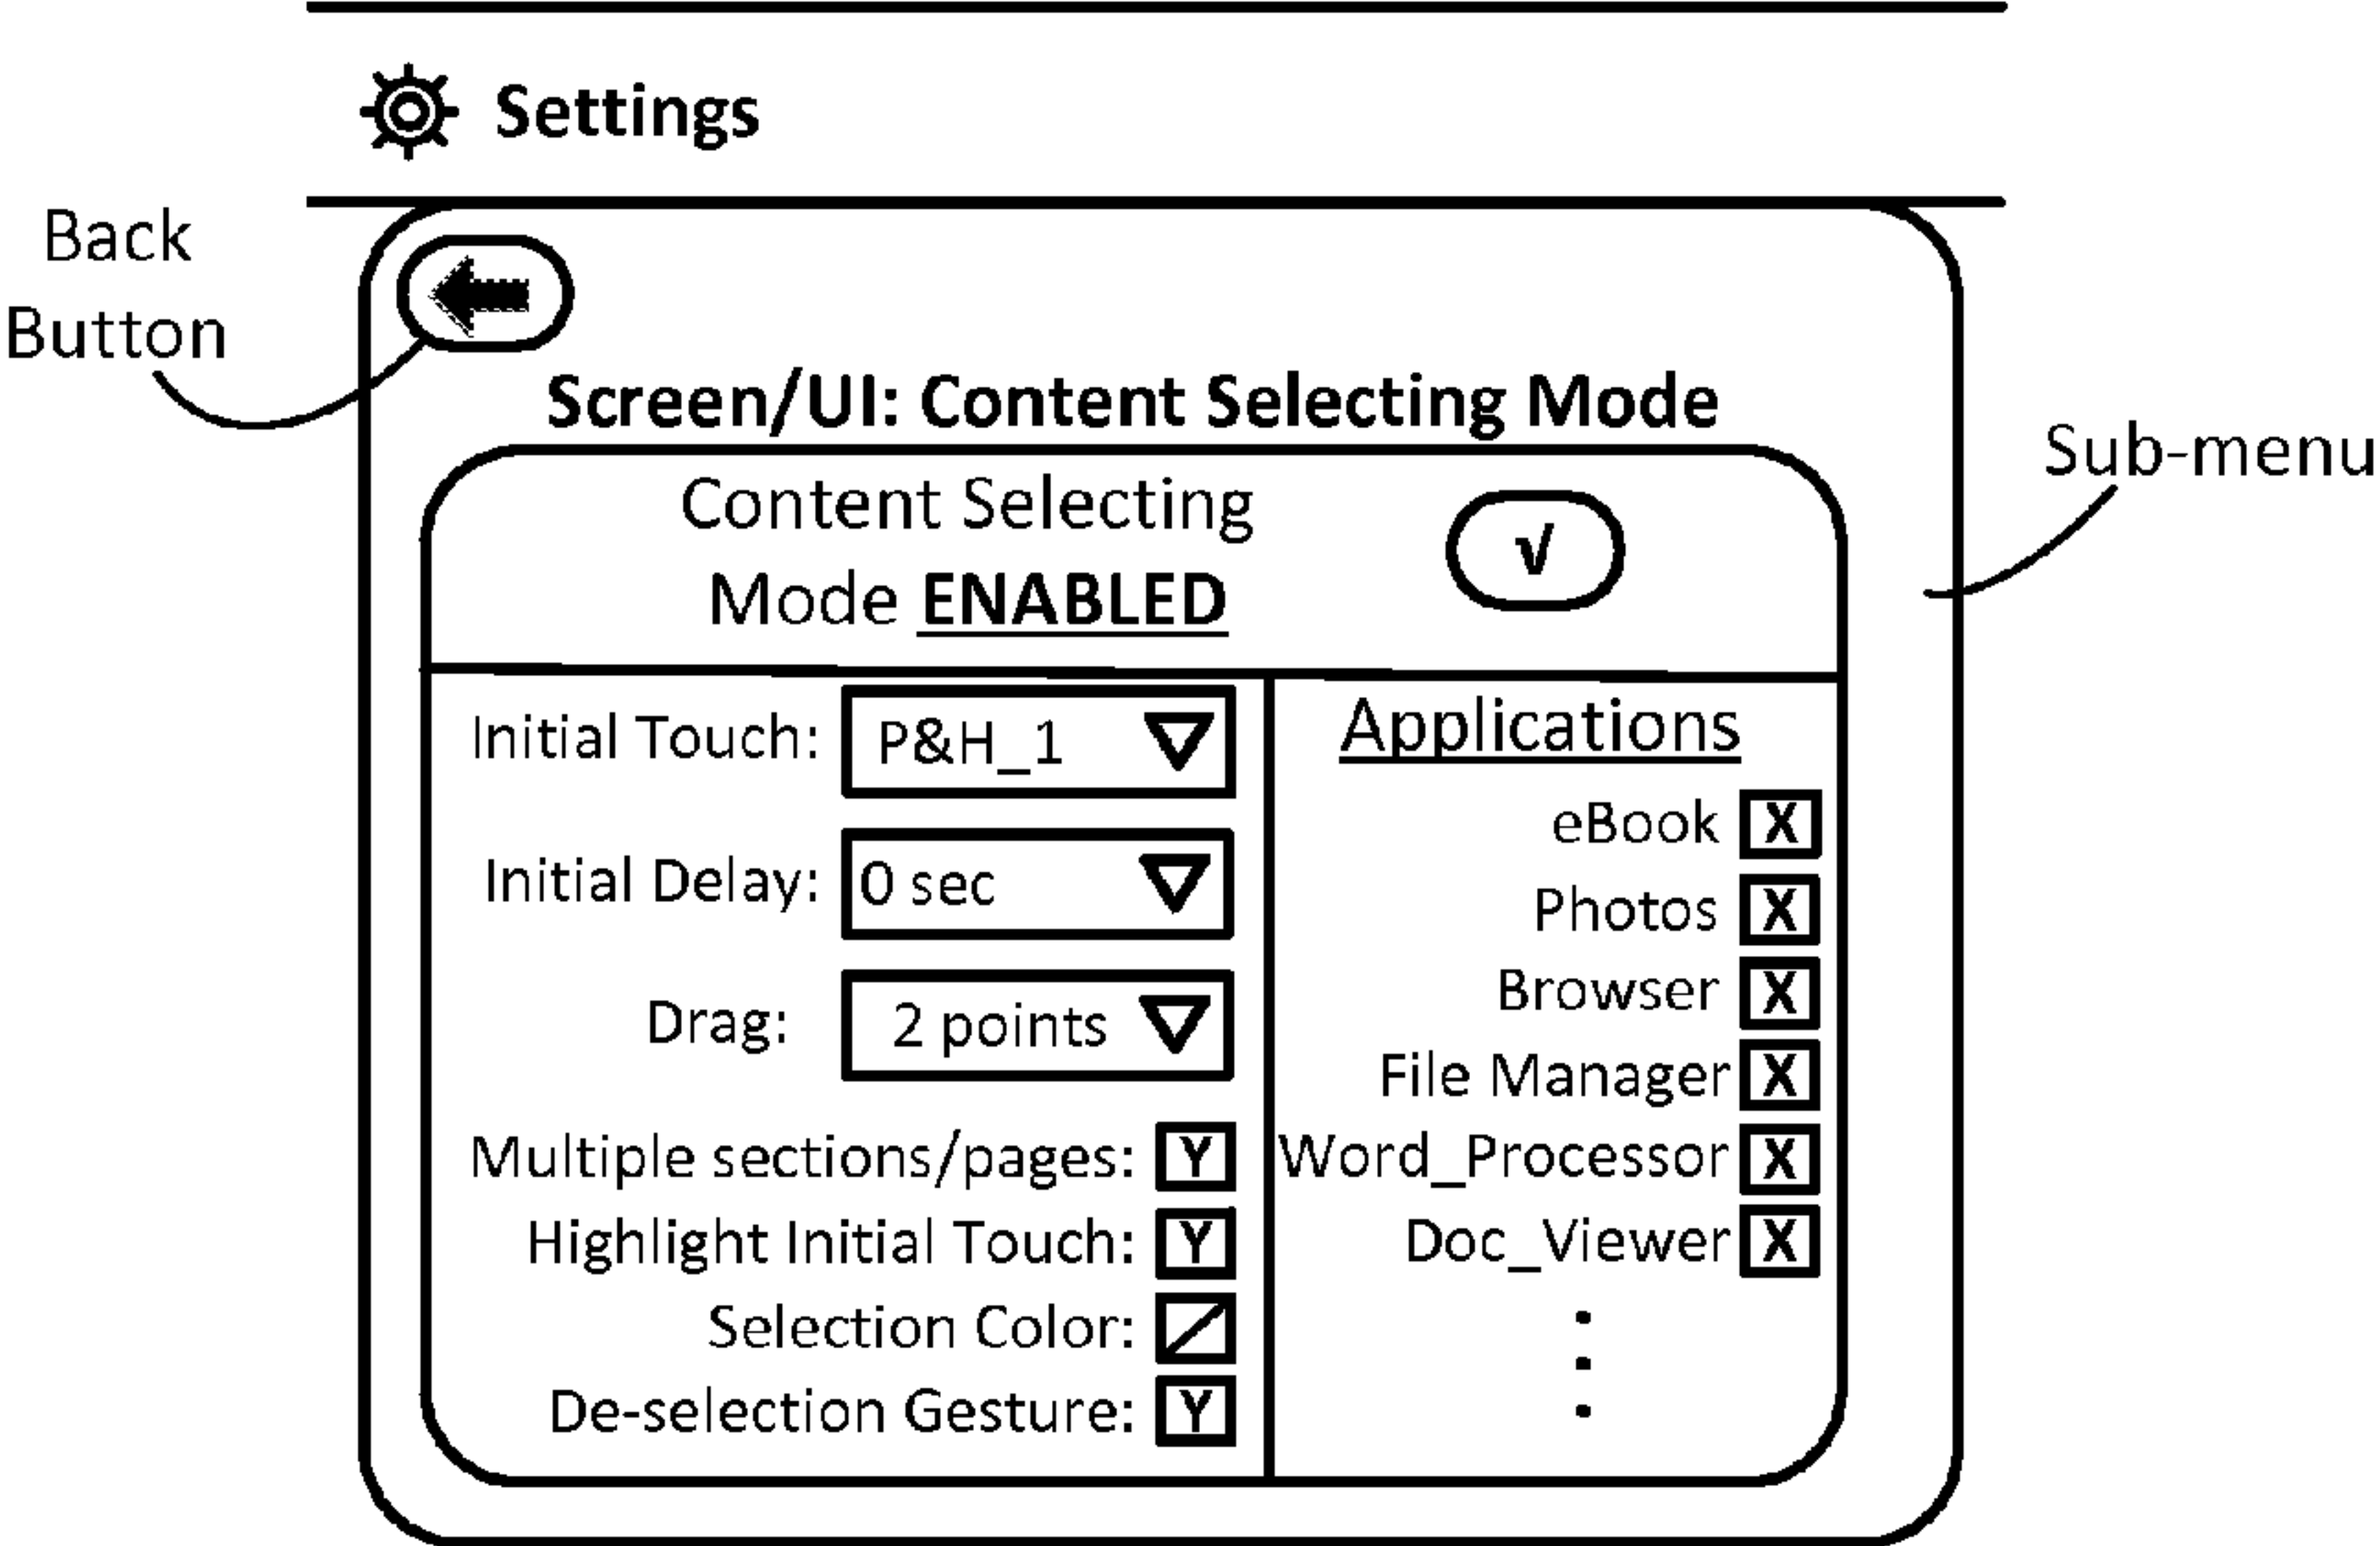 Settings
Back
Button
Screen/UI: Content Selecting Mode
Sub-menu
Content Selecting
Mode ENABLED
√
Initial Touch: P&H_1
Initial Delay: 0 sec
Drag: 2 points
Multiple sections/pages: Y
Highlight Initial Touch: Y
Selection Color:
De-selection Gesture: Y
Applications
eBook X
Photos X
Browser X
File Manager X
Word_Processor X
Doc_Viewer X